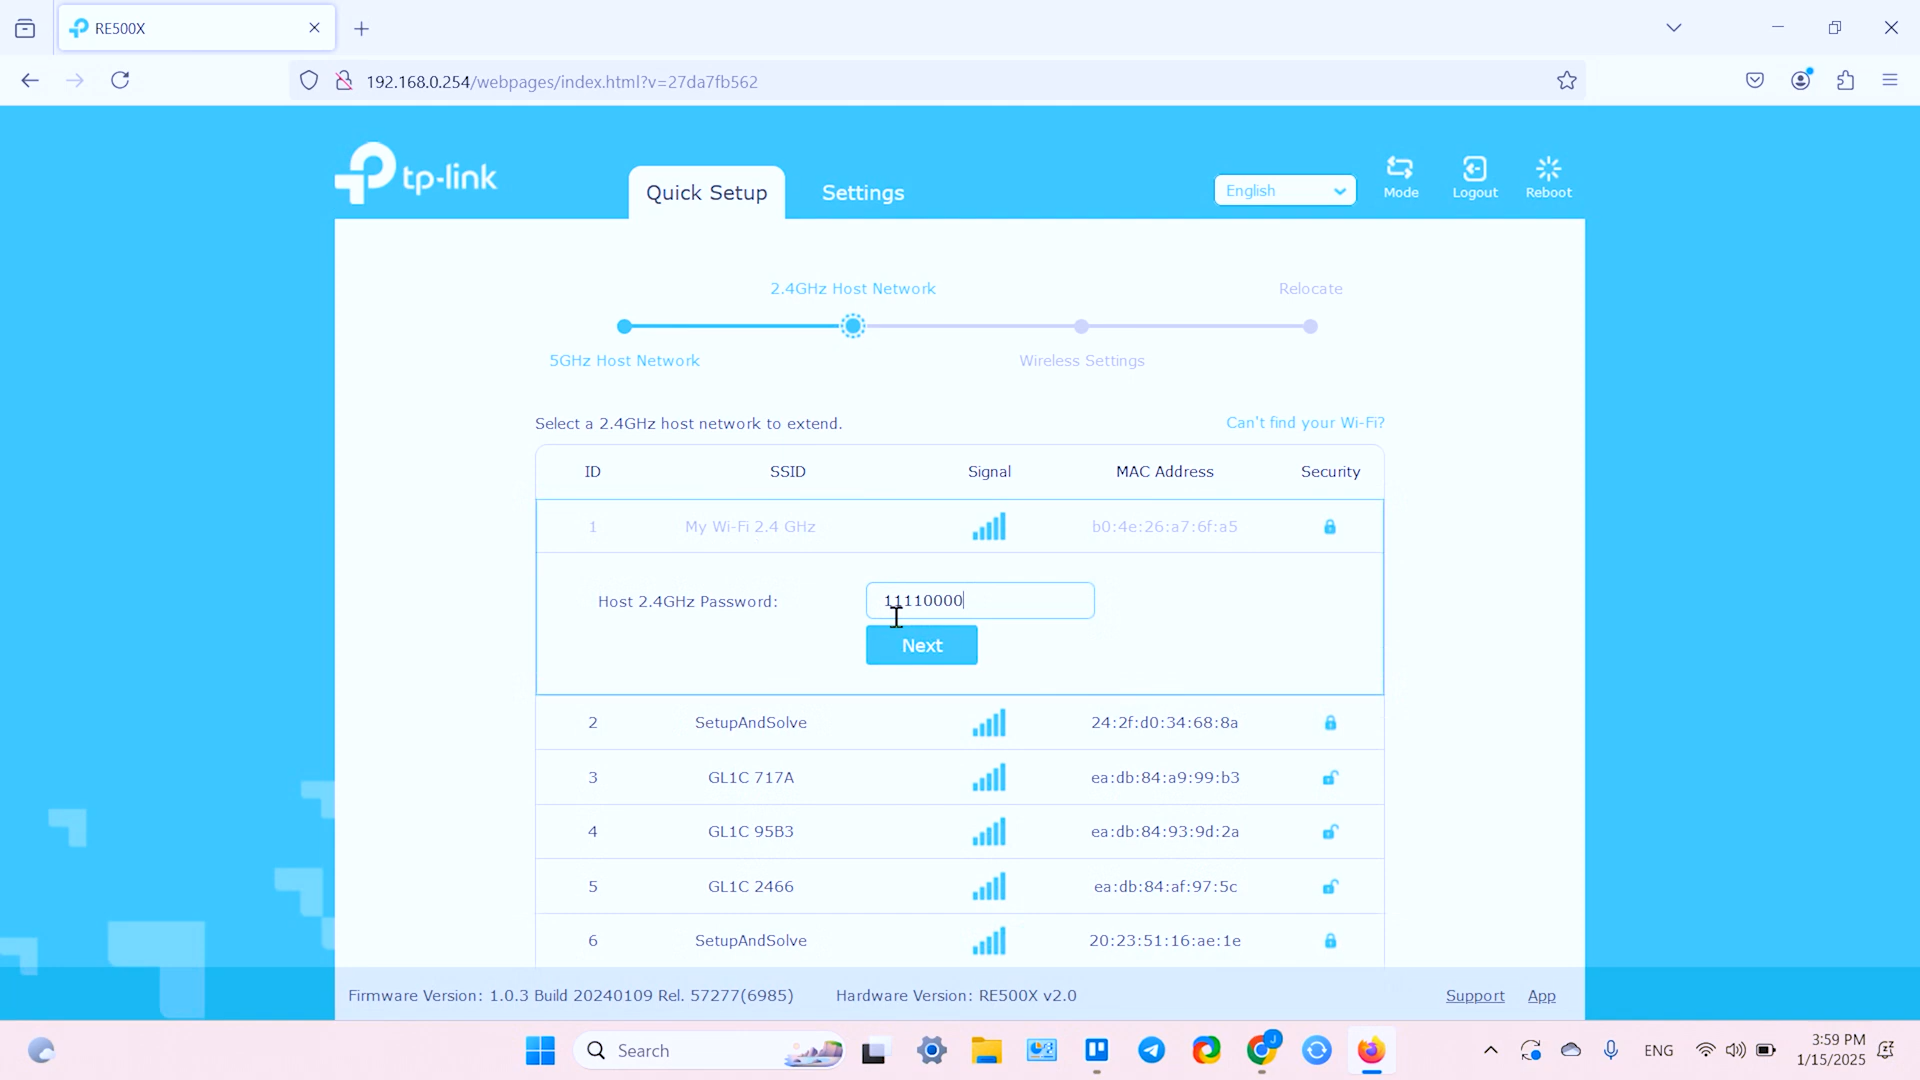 RE500X
192.168.0.254/webpages/index.html?v=27da7fb562
tp-link
Quick Setup
Settings
English
Mode
Logout
Reboot
2.4GHz Host Network
Relocate
5GHz Host Network
Wireless Settings
Select a 2.4GHz host network to extend.
Can't find your Wi-Fi?
ID SSID Signal MAC Address Security
1 My Wi-Fi 2.4 GHz b0:4e:26:a7:6f:a5
Host 2.4GHz Password: 11110000
Next
2 SetupAndSolve 24:2f:d0:34:68:8a
3 GL1C 717A ea:db:84:a9:99:b3
4 GL1C 95B3 ea:db:84:93:9d:2a
5 GL1C 2466 ea:db:84:af:97:5c
6 SetupAndSolve 20:23:51:16:ae:1e
Firmware Version: 1.0.3 Build 20240109 Rel. 57277(6985) Hardware Version: RE500X v2.0
Support App
Search
J
ENG
3:59 PM
1/15/2025